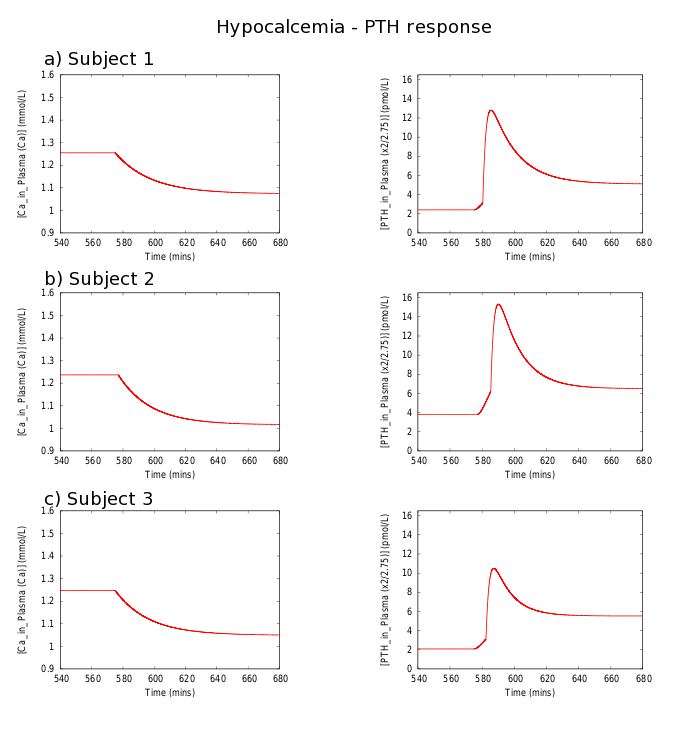 Hypocalcemia - PTH response
a) Subject 1
[Ca_in_Plasma (Ca)] (mmol/L)
1.6
1.5
1.4
1.3
1.2
1.1
1
0.9
540 560 580 600 620 640 660 680
Time (mins)
[PTH_in_Plasma (x2/2.75)] (pmol/L)
16
14
12
10
8
6
4
2
0
540 560 580 600 620 640 660 680
Time (mins)
b) Subject 2
[Ca_in_Plasma (Ca)] (mmol/L)
1.6
1.5
1.4
1.3
1.2
1.1
1
0.9
540 560 580 600 620 640 660 680
Time (mins)
[PTH_in_Plasma (x2/2.75)] (pmol/L)
16
14
12
10
8
6
4
2
0
540 560 580 600 620 640 660 680
Time (mins)
c) Subject 3
[Ca_in_Plasma (Ca)] (mmol/L)
1.6
1.5
1.4
1.3
1.2
1.1
1
0.9
540 560 580 600 620 640 660 680
Time (mins)
[PTH_in_Plasma (x2/2.75)] (pmol/L)
16
14
12
10
8
6
4
2
0
540 560 580 600 620 640 660 680
Time (mins)